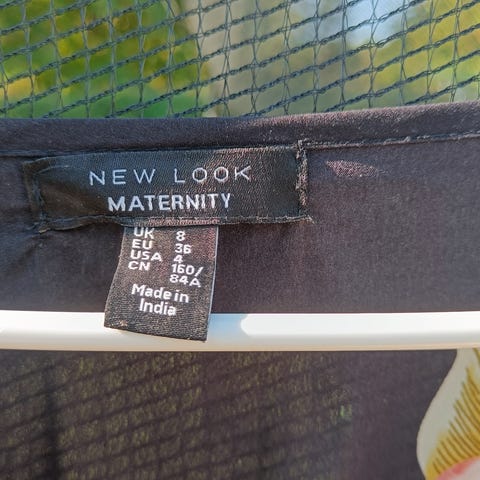 NEW LOOK
MATERNITY
UK 8
EU 36
USA 4
CN 160/
84A
Made in
India